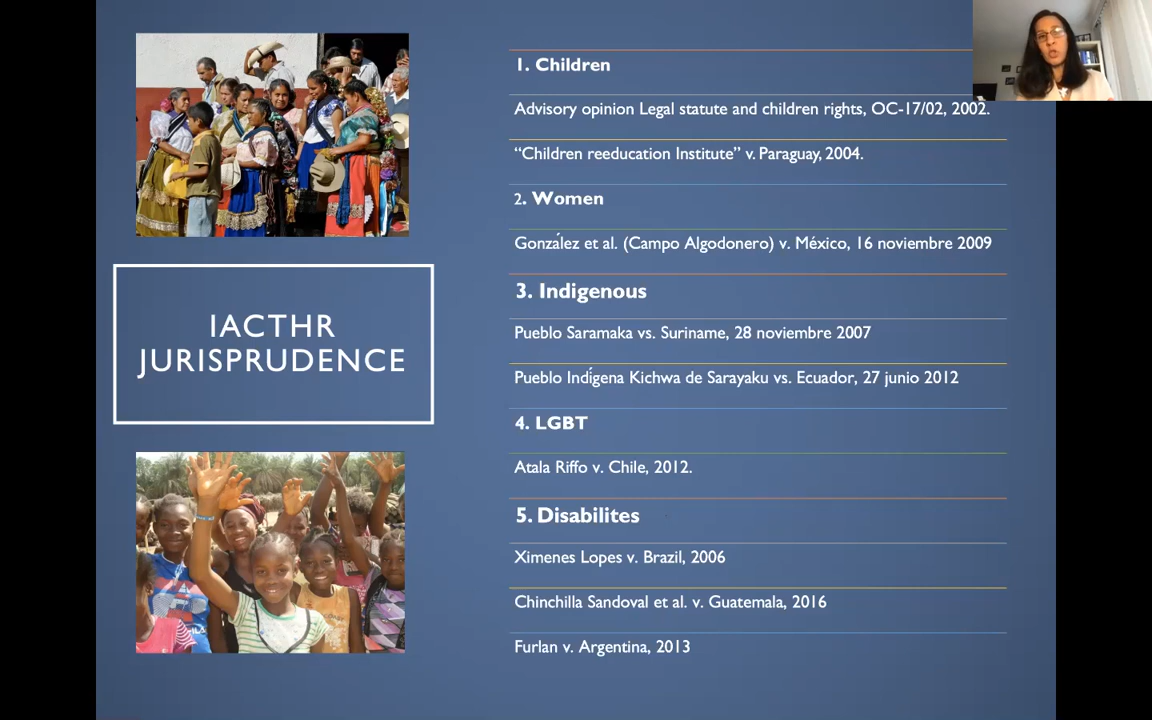 IACTHR
JURISPRUDENCE
1. Children
Advisory opinion Legal statute and children rights, OC-17/02, 2002.
“Children reeducation Institute” v. Paraguay, 2004.
2. Women
González et al. (Campo Algodonero) v. México, 16 noviembre 2009
3. Indigenous
Pueblo Saramaka vs. Suriname, 28 noviembre 2007
Pueblo Indígena Kichwa de Sarayaku vs. Ecuador, 27 junio 2012
4. LGBT
Atala Riffo v. Chile, 2012.
5. Disabilites
Ximenes Lopes v. Brazil, 2006
Chinchilla Sandoval et al. v. Guatemala, 2016
Furlan v. Argentina, 2013